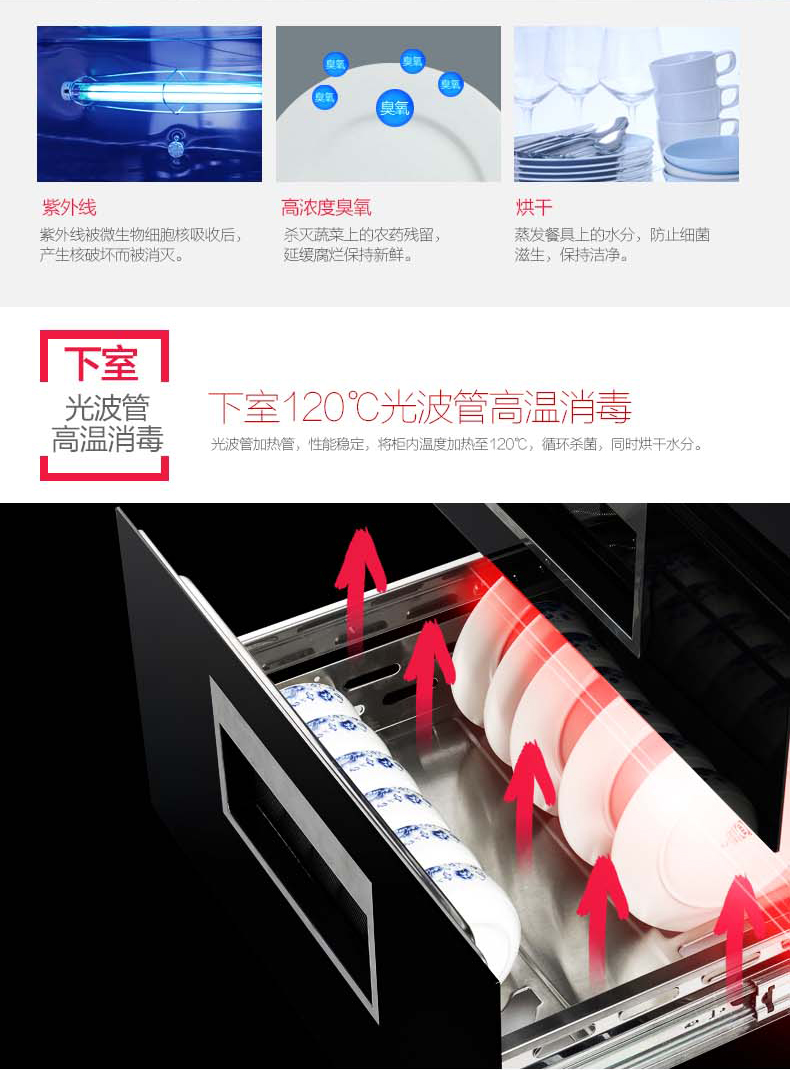 臭氧
臭氧
臭氧
臭氧
臭氧
紫外线
紫外线被微生物细胞核吸收后，
产生核破坏而被消灭。
高浓度臭氧
杀灭蔬菜上的农药残留，
延缓腐烂保持新鲜。
烘干
蒸发餐具上的水分，防止细菌
滋生，保持洁净。
下室
光波管
高温消毒
下室120℃光波管高温消毒
光波管加热管，性能稳定，将柜内温度加热至120℃，循环杀菌，同时烘干水分。